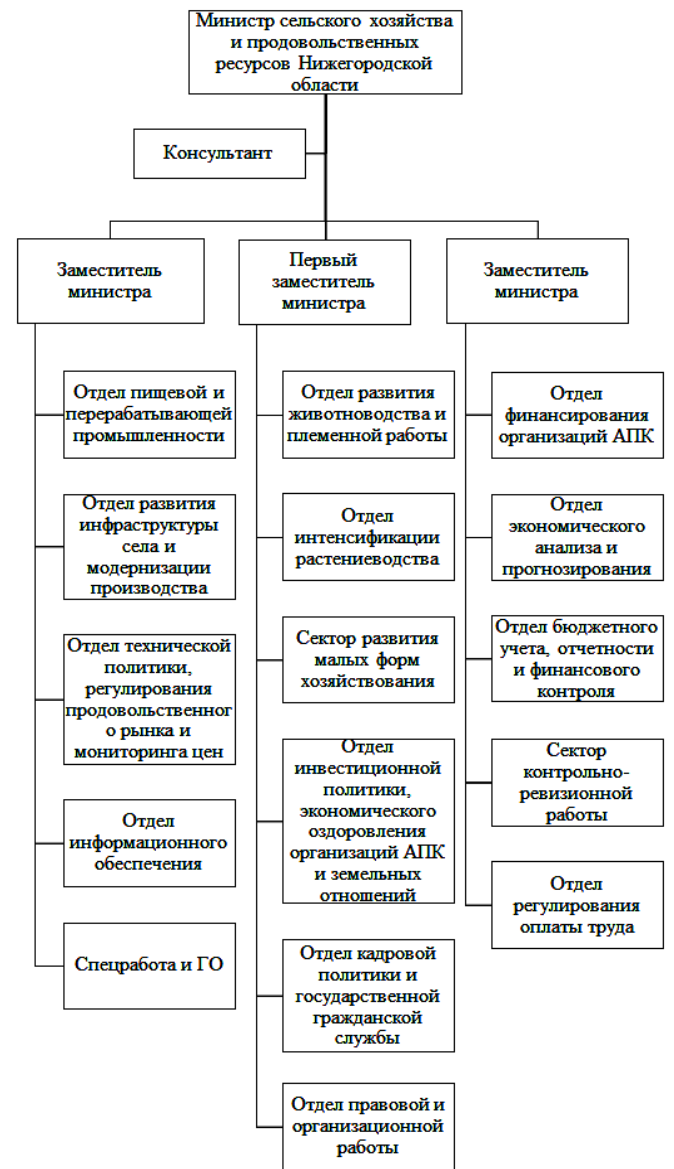 Министр сельского хозяйства
и продовольственных
ресурсов Нижегородской
области
Консультант
Заместитель
министра
Первый
заместитель
министра
Заместитель
министра
Отдел пищевой и
перерабатывающей
промышленности
Отдел развития
инфраструктуры
села и
модернизации
производства
Отдел технической
политики,
регулирования
продовольственног
о рынка и
мониторинга цен
Отдел
информационного
обеспечения
Спецработа и ГО
Отдел развития
животноводства и
племенной работы
Отдел
интенсификации
растениеводства
Сектор развития
малых форм
хозяйствования
Отдел
инвестиционной
политики,
экономического
оздоровления
организаций АПК
и земельных
отношений
Отдел кадровой
политики и
государственной
гражданской
службы
Отдел правовой и
организационной
работы
Отдел
финансирования
организаций АПК
Отдел
экономического
анализа и
прогнозирования
Отдел бюджетного
учета, отчетности
и финансового
контроля
Сектор
контрольно-
ревизионной
работы
Отдел
регулирования
оплаты труда